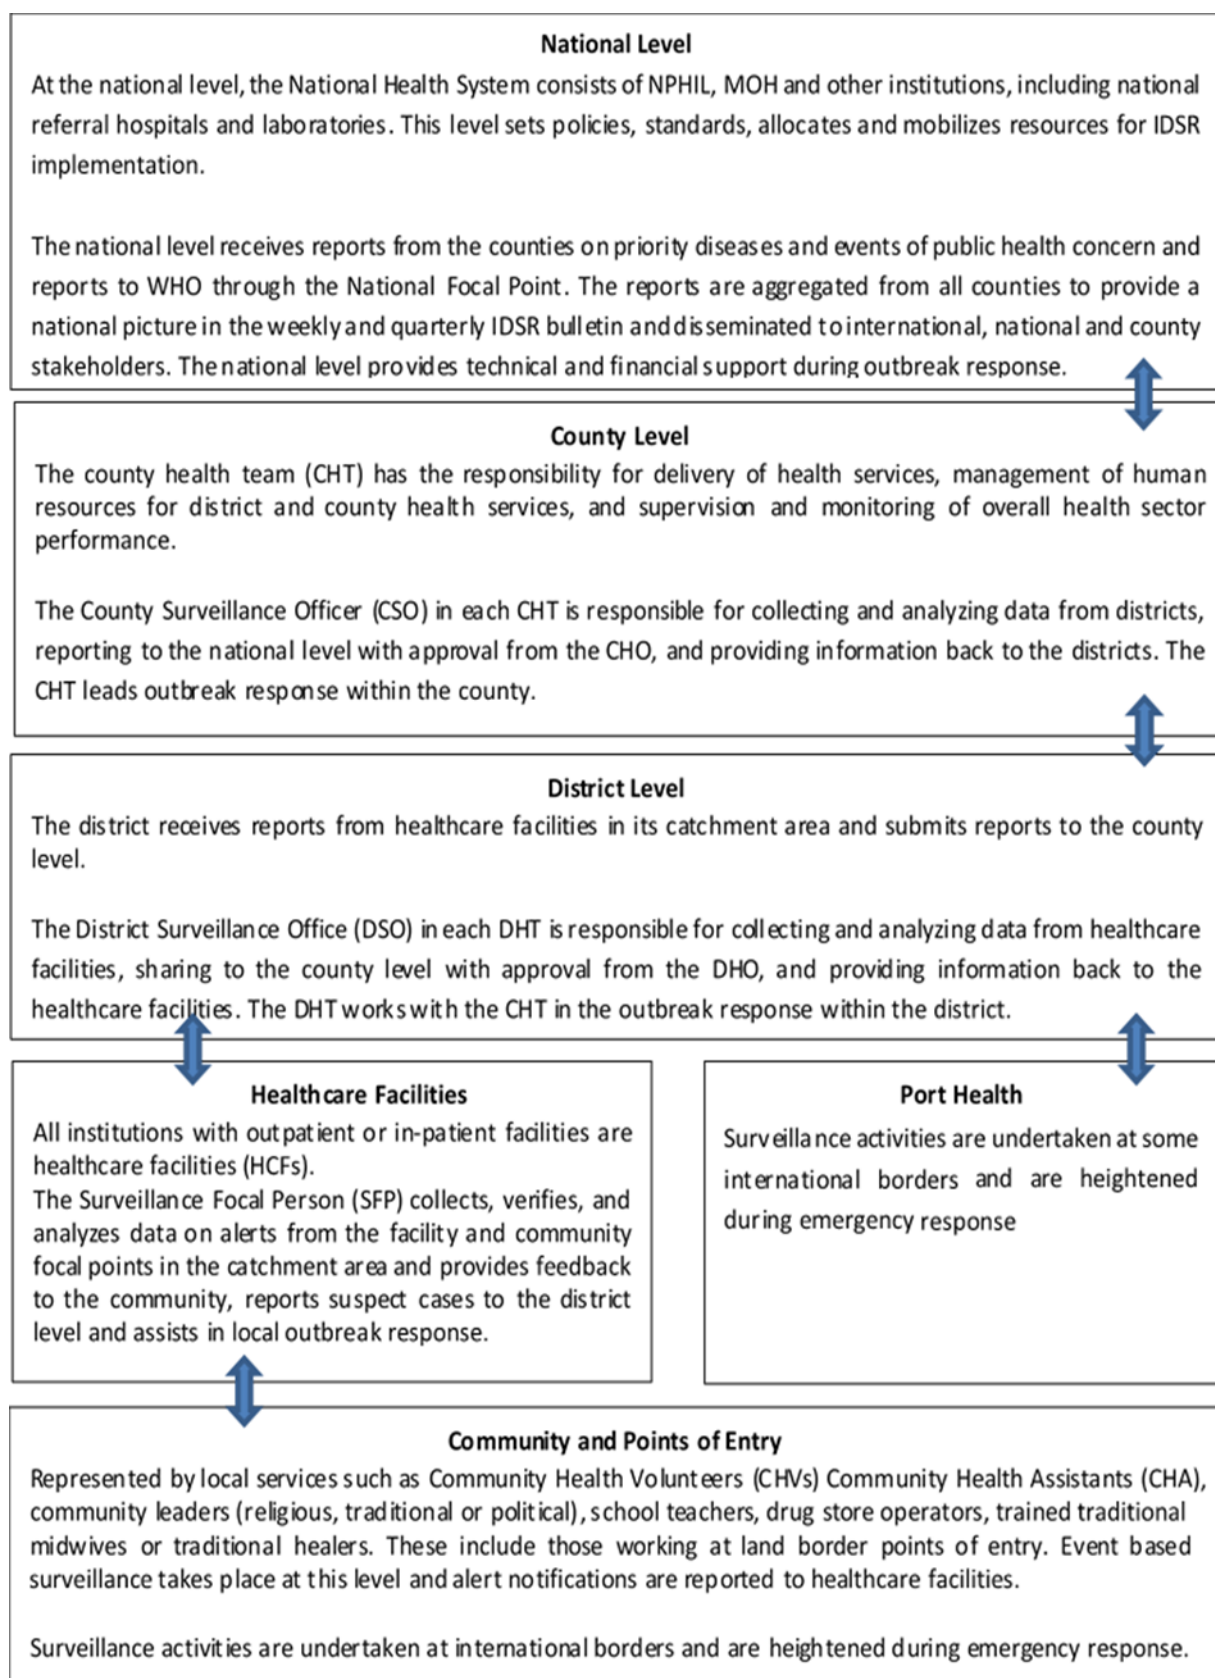 National Level
At the national level, the National Health System consists of NPHIL, MOH and other institutions, including national
referral hospitals and laboratories. This level sets policies, standards, allocates and mobilizes resources for IDSR
implementation.
The national level receives reports from the counties on priority diseases and events of public health concern and
reports to WHO through the National Focal Point. The reports are aggregated from all counties to provide a
national picture in the weekly and quarterly IDSR bulletin and disseminated to international, national and county
stakeholders. The national level provides technical and financial support during outbreak response.
County Level
The county health team (CHT) has the responsibility for delivery of health services, management of human
resources for district and county health services, and supervision and monitoring of overall health sector
performance.
The County Surveillance Officer (CSO) in each CHT is responsible for collecting and analyzing data from districts,
reporting to the national level with approval from the CHO, and providing information back to the districts. The
CHT leads outbreak response within the county.
District Level
The district receives reports from healthcare facilities in its catchment area and submits reports to the county
level.
The District Surveillance Office (DSO) in each DHT is responsible for collecting and analyzing data from healthcare
facilities, sharing to the county level with approval from the DHO, and providing information back to the
healthcare facilities. The DHT works with the CHT in the outbreak response within the district.
Healthcare Facilities
All institutions with outpatient or in-patient facilities are
healthcare facilities (HCFs).
The Surveillance Focal Person (SFP) collects, verifies, and
analyzes data on alerts from the facility and community
focal points in the catchment area and provides feedback
to the community, reports suspect cases to the district
level and assists in local outbreak response.
Port Health
Surveillance activities are undertaken at some
international borders and are heightened
during emergency response
Community and Points of Entry
Represented by local services such as Community Health Volunteers (CHVs) Community Health Assistants (CHA),
community leaders (religious, traditional or political), school teachers, drug store operators, trained traditional
midwives or traditional healers. These include those working at land border points of entry. Event based
surveillance takes place at this level and alert notifications are reported to healthcare facilities.
Surveillance activities are undertaken at international borders and are heightened during emergency response.